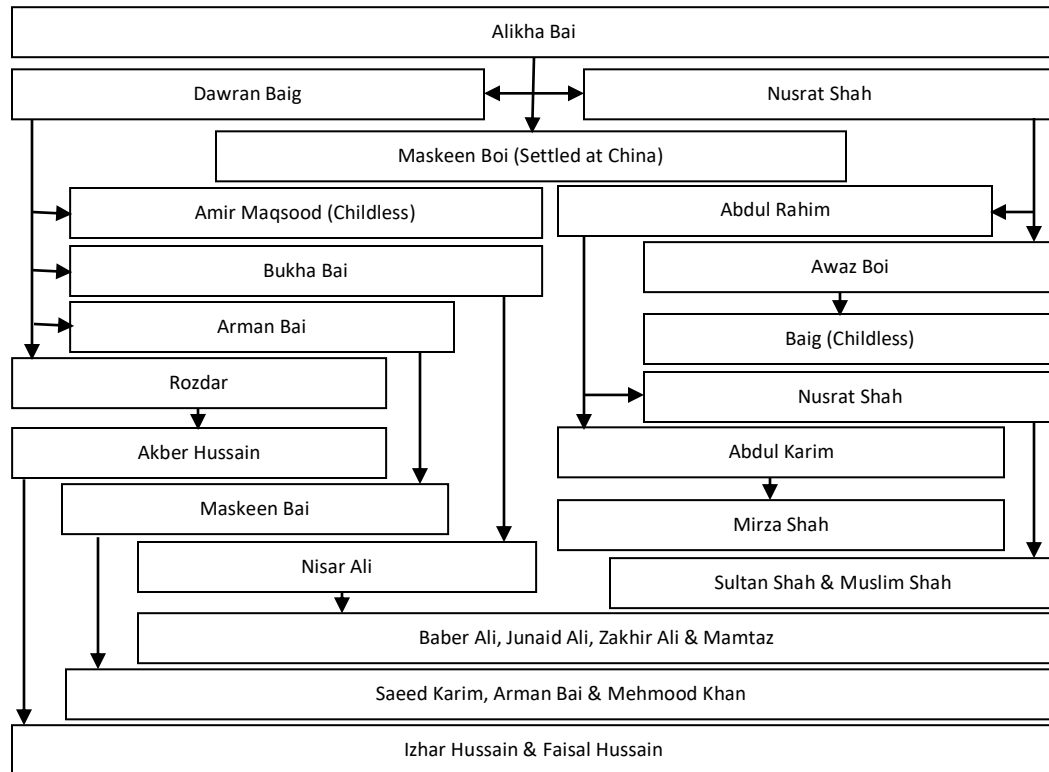 Alikha Bai
Dawran Baig
Nusrat Shah
Maskeen Boi (Settled at China)
Amir Maqsood (Childless)
Abdul Rahim
Bukha Bai
Awaz Boi
Arman Bai
Baig (Childless)
Rozdar
Nusrat Shah
Akber Hussain
Abdul Karim
Maskeen Bai
Mirza Shah
Nisar Ali
Sultan Shah & Muslim Shah
Baber Ali, Junaid Ali, Zakhir Ali & Mamtaz
Saeed Karim, Arman Bai & Mehmood Khan
Izhar Hussain & Faisal Hussain